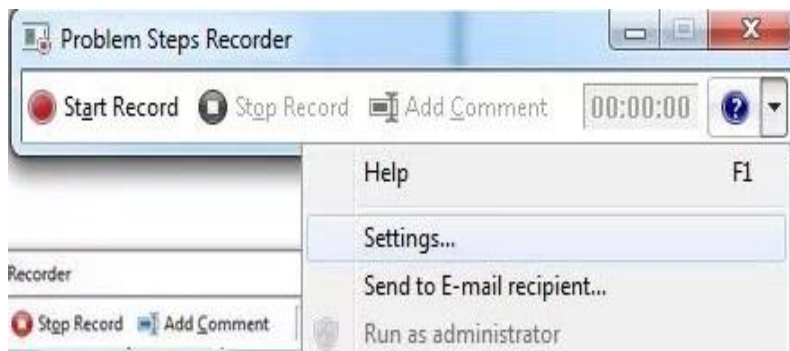 Problem Steps Recorder
Start Record Stop Record Add Comment 00:00:00
Help F1
Settings...
Recorder
Send to E-mail recipient...
Stop Record Add Comment
Run as administrator